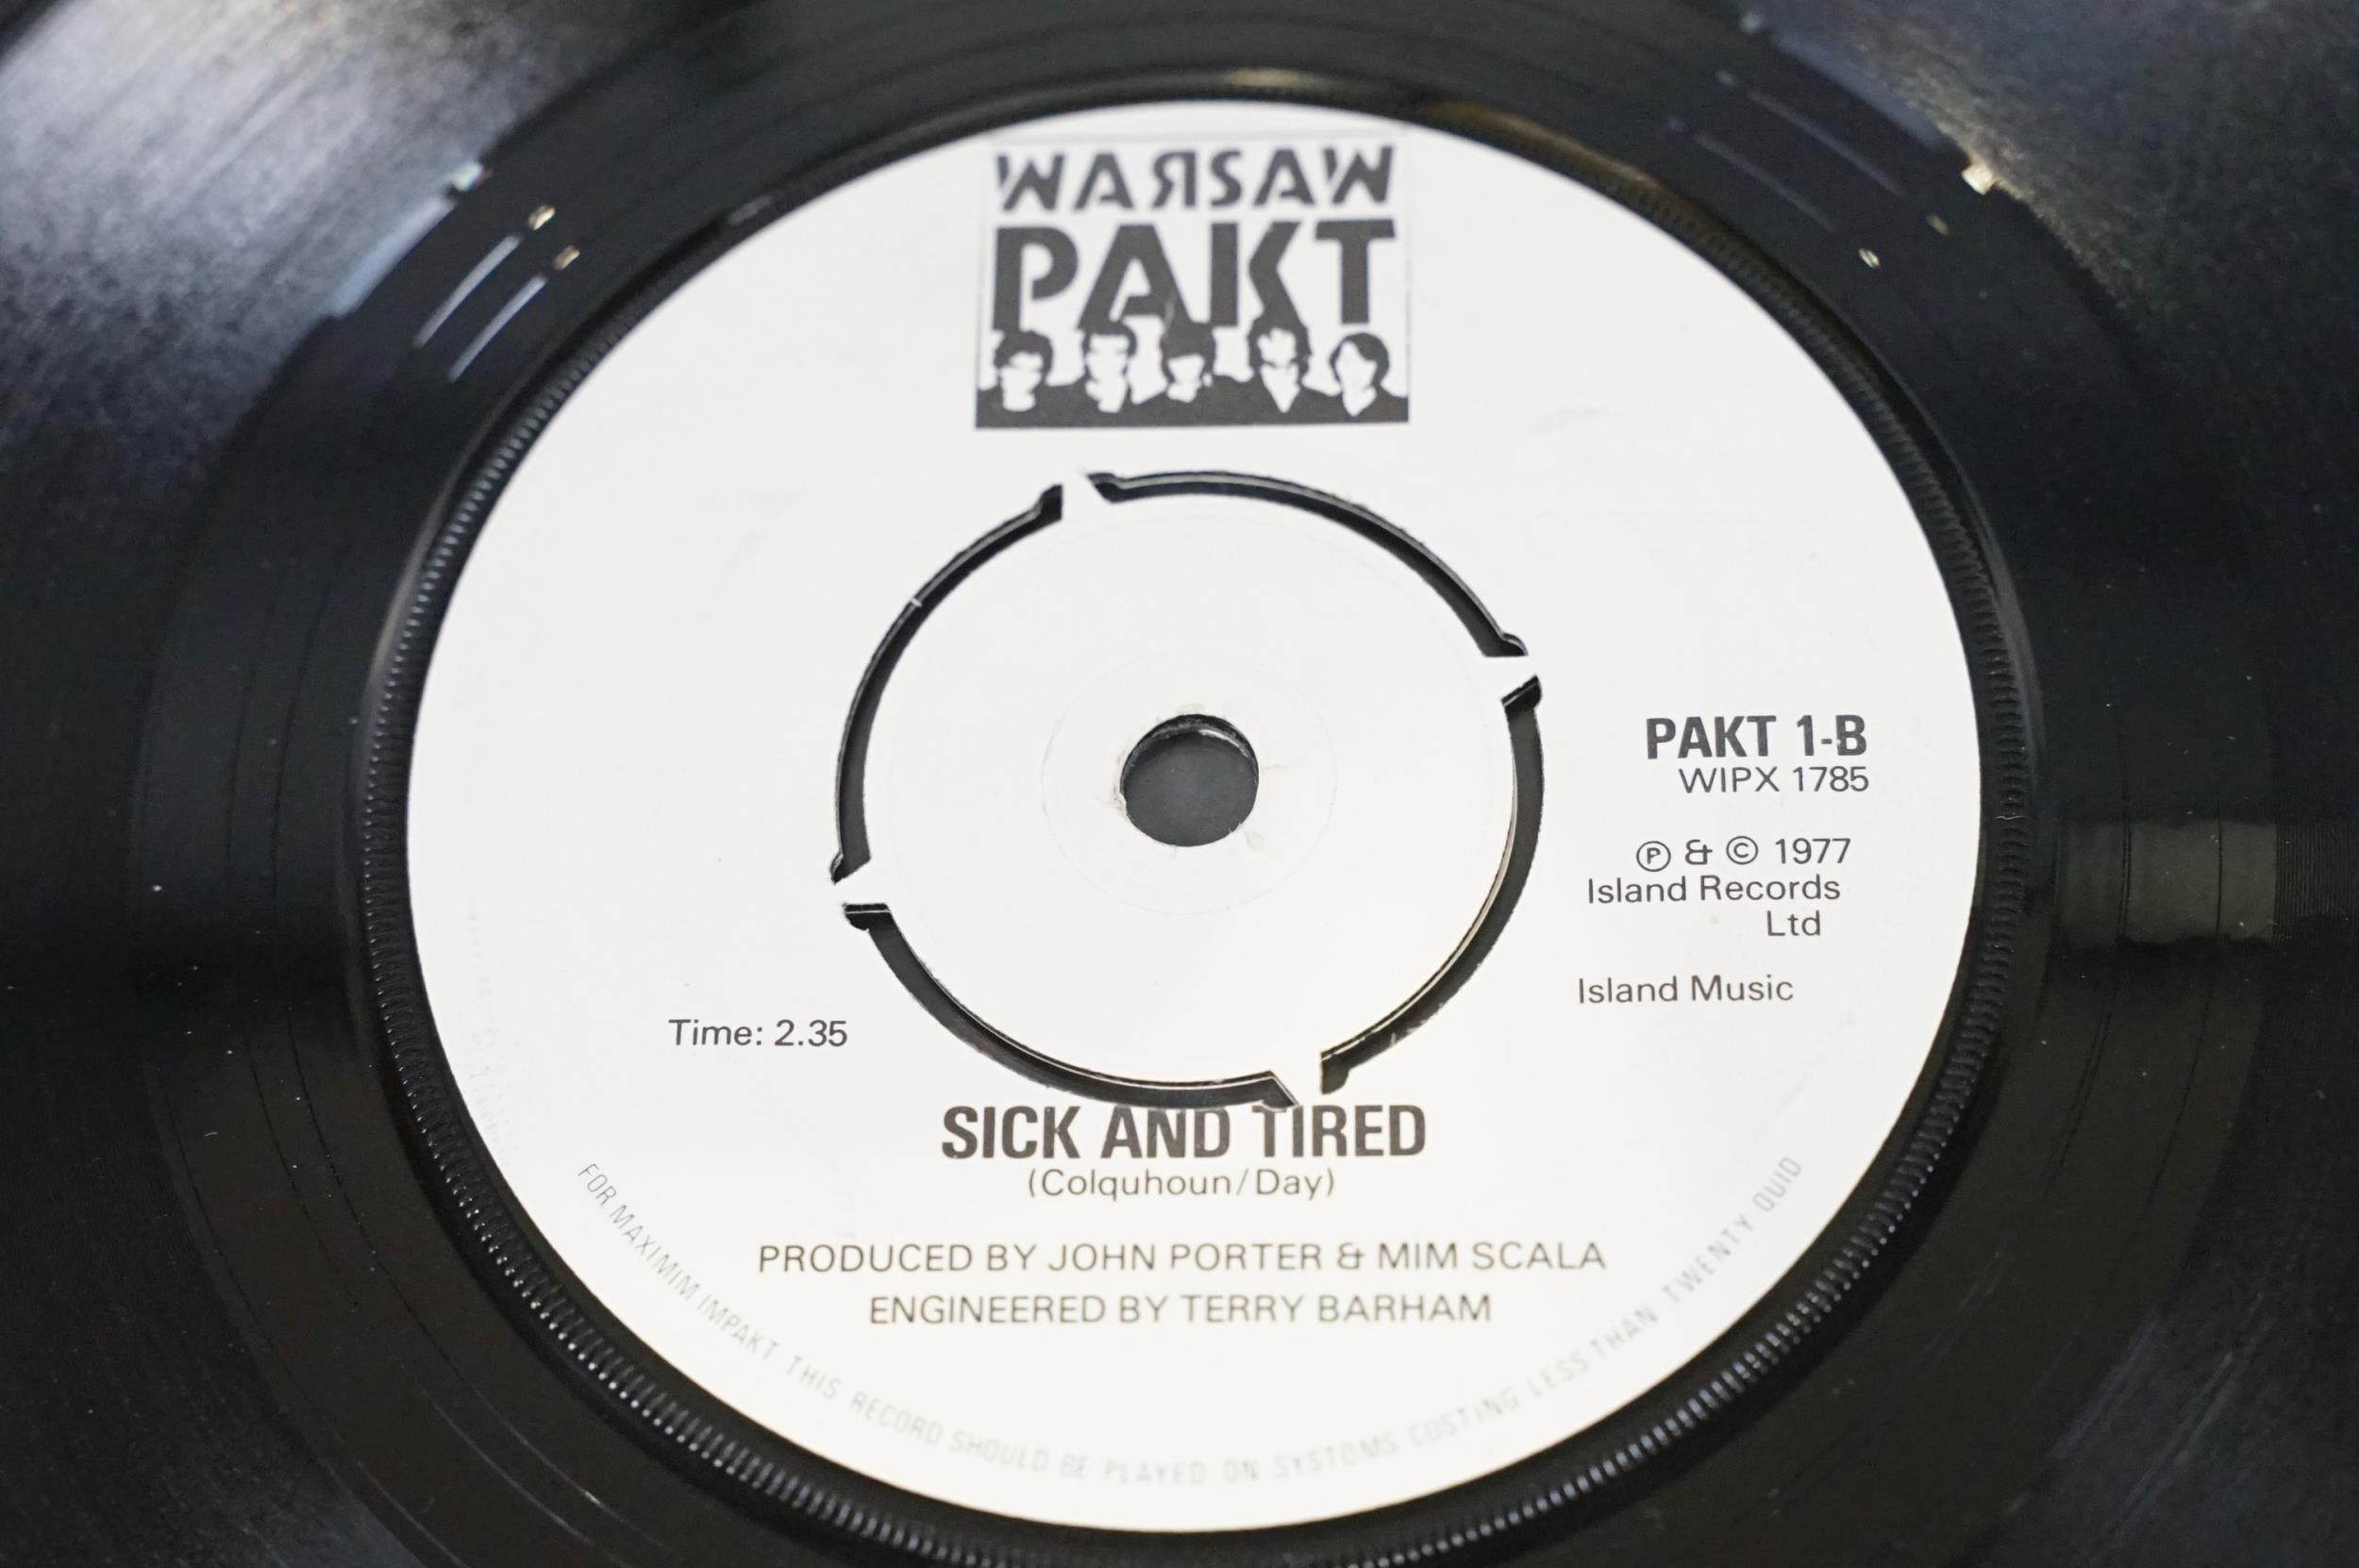 WARSAW
PAKT
PAKT 1-B
WIPX 1785
Ⓟ & © 1977
Island Records
Ltd
Island Music
Time: 2.35
SICK AND TIRED
(Colquhoun/Day)
PRODUCED BY JOHN PORTER & MIM SCALA
ENGINEERED BY TERRY BARHAM
FOR MAXIMIM IMPAKT THIS RECORD SHOULD BE PLAYED ON SYSTOMS COSTING LESS THAN TWENTY QUID